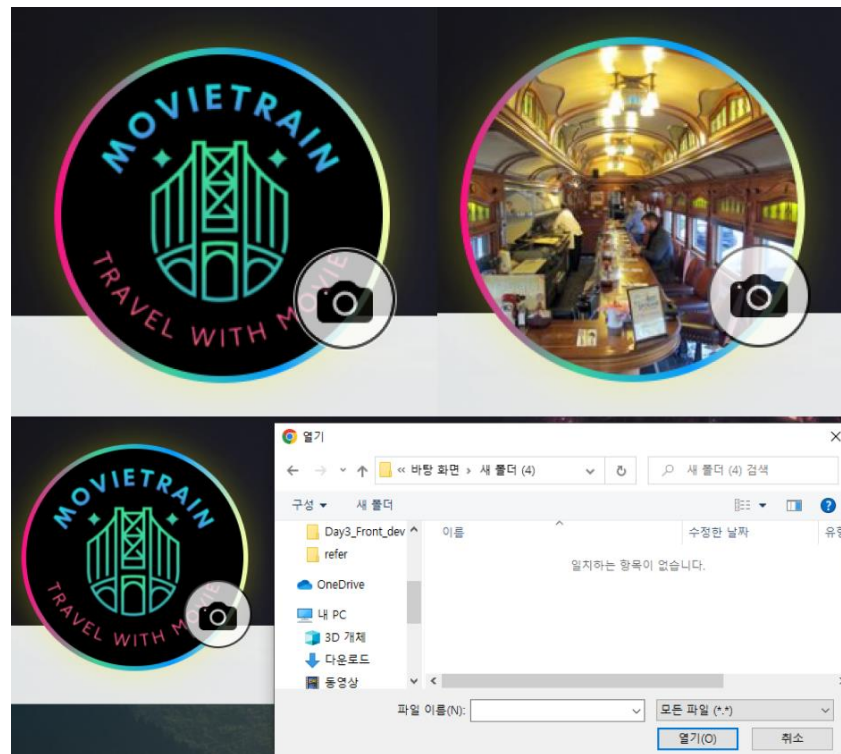 MOVIETRAIN
TRAVEL WITH MOVIE
MOVIETRAIN
TRAVEL WITH MOVIE
열기
« 바탕 화면 › 새 폴더 (4)
새 폴더 (4) 검색
구성 새 폴더
이름 수정한 날짜 유형
Day3_Front_dev
refer
OneDrive
내 PC
3D 개체
다운로드
동영상
일치하는 항목이 없습니다.
파일 이름(N): 모든 파일 (*.*)
열기(O) 취소